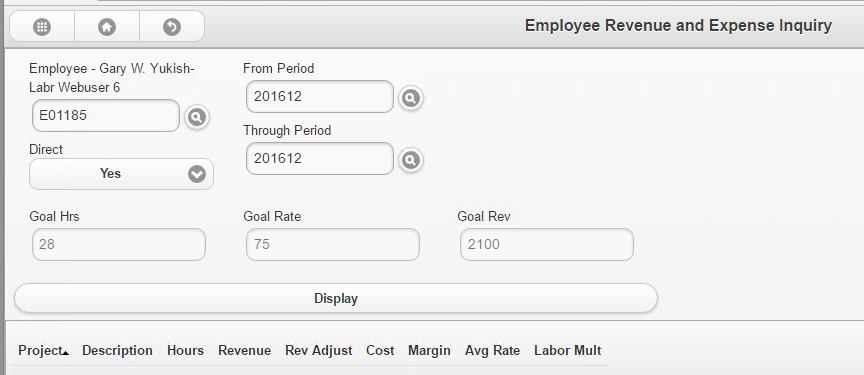 Employee Revenue and Expense Inquiry
Employee - Gary W. Yukish-
Labr Webuser 6
E01185
From Period
201612
Through Period
201612
Direct
Yes
Goal Hrs
28
Goal Rate
75
Goal Rev
2100
Display
Project Description Hours Revenue Rev Adjust Cost Margin Avg Rate Labor Mult